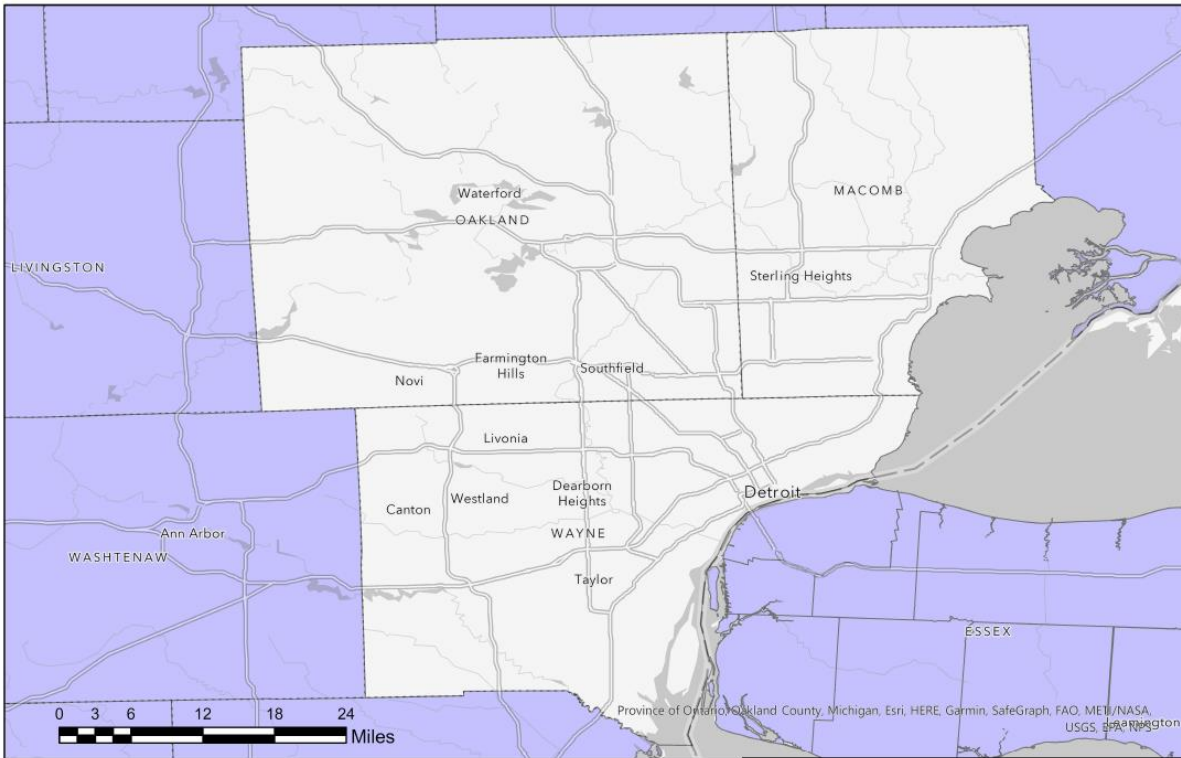 Waterford
OAKLAND
MACOMB
LIVINGSTON
Sterling Heights
Farmington
Hills
Southfield
Novi
Livonia
Dearborn
Heights
Detroit
Westland
Canton
Ann Arbor
WAYNE
WASHTENAW
Taylor
ESSEX
0 3 6 12 18 24
Miles
Province of Ontario, Oakland County, Michigan, Esri, HERE, Garmin, SafeGraph, FAO, METI/NASA,
USGS, EPA, NPS
Leamington